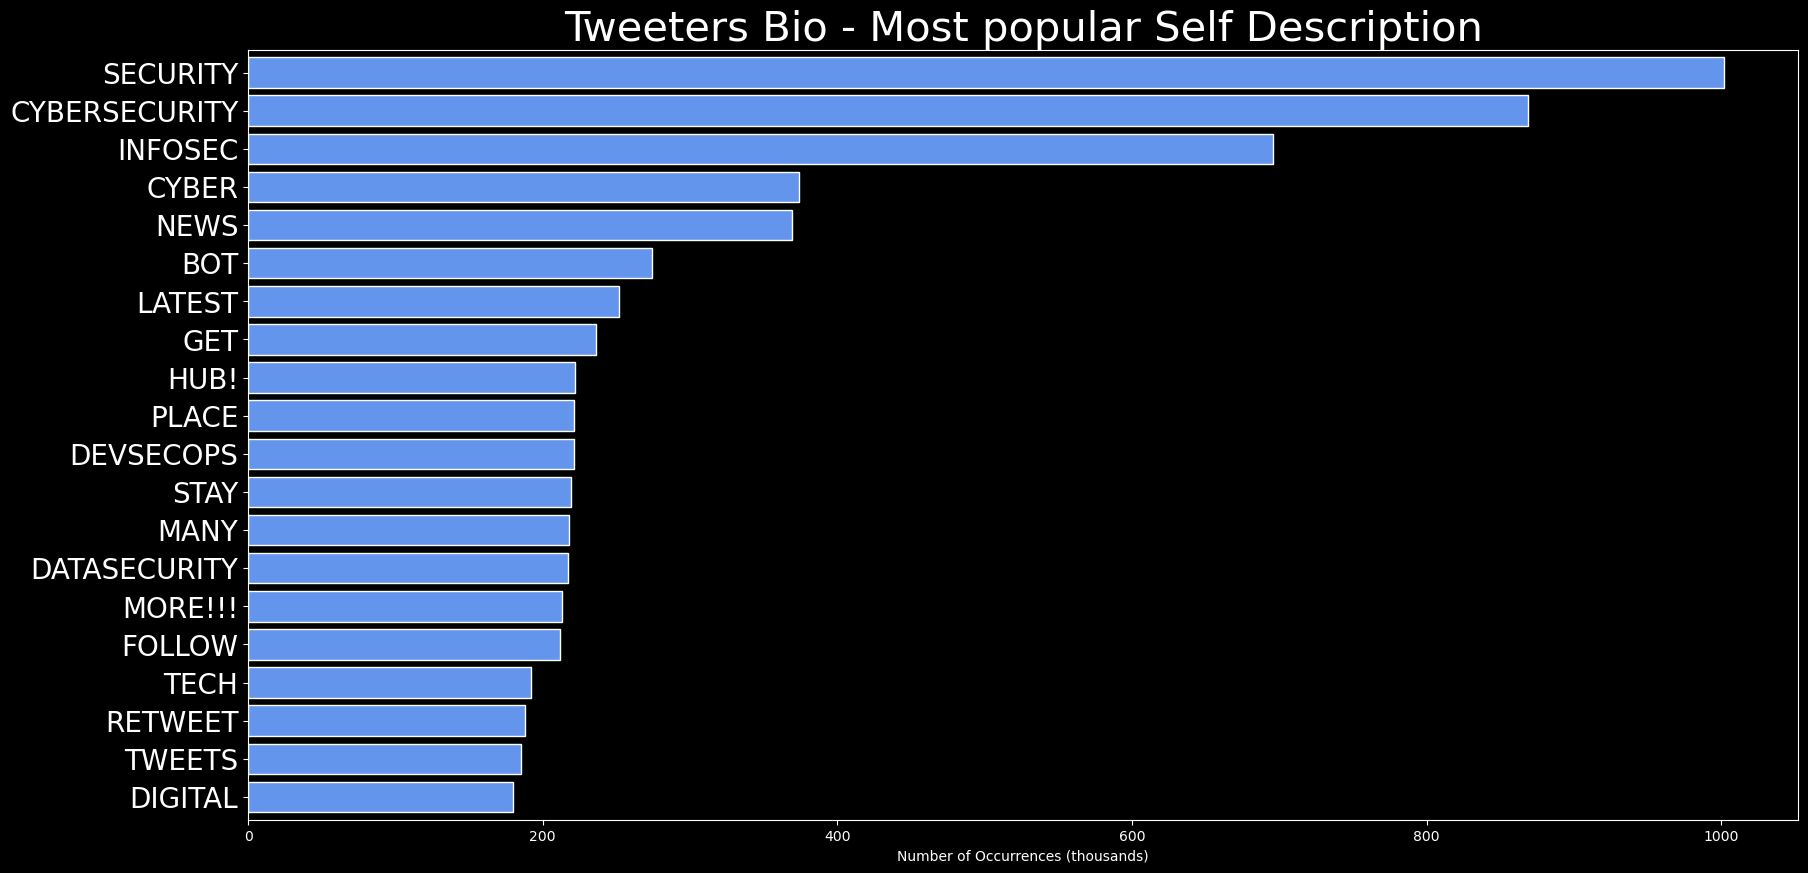 Tweeters Bio - Most popular Self Description
SECURITY
CYBERSECURITY
INFOSEC
CYBER
NEWS
BOT
LATEST
GET
HUB!
PLACE
DEVSECOPS
STAY
MANY
DATASECURITY
MORE!!!
FOLLOW
TECH
RETWEET
TWEETS
DIGITAL
0 200 400 600 800 1000
Number of Occurrences (thousands)